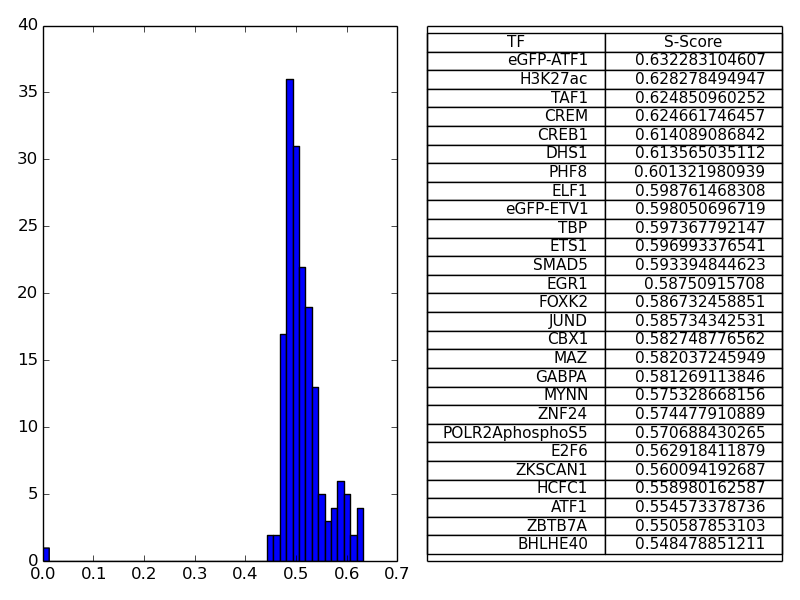 40
35
30
25
20
15
10
5
0
0.0 0.1 0.2 0.3 0.4 0.5 0.6 0.7
TF S-Score
eGFP-ATF1 0.632283104607
H3K27ac 0.628278494947
TAF1 0.624850960252
CREM 0.624661746457
CREB1 0.614089086842
DHS1 0.613565035112
PHF8 0.601321980939
ELF1 0.598761468308
eGFP-ETV1 0.598050696719
TBP 0.597367792147
ETS1 0.596993376541
SMAD5 0.593394844623
EGR1 0.58750915708
FOXK2 0.586732458851
JUND 0.585734342531
CBX1 0.582748776562
MAZ 0.582037245949
GABPA 0.581269113846
MYNN 0.575328668156
ZNF24 0.574477910889
POLR2AphosphoS5 0.570688430265
E2F6 0.562918411879
ZKSCAN1 0.560094192687
HCFC1 0.558980162587
ATF1 0.554573378736
ZBTB7A 0.550587853103
BHLHE40 0.548478851211